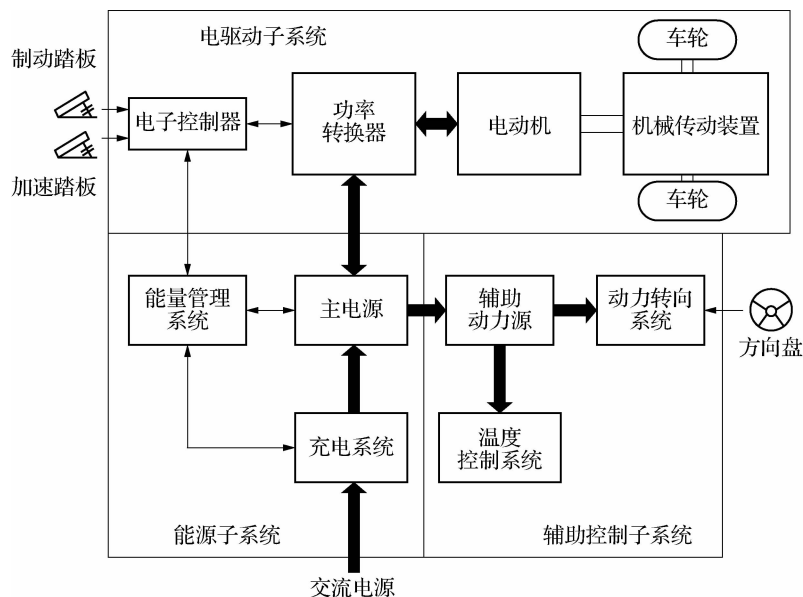 电驱动子系统
车轮
制动踏板
电子控制器
功率
转换器
电动机
机械传动装置
加速踏板
车轮
能量管理
系统
主电源
辅助
动力源
动力转向
系统
方向盘
充电系统
温度
控制系统
能源子系统
辅助控制子系统
交流电源